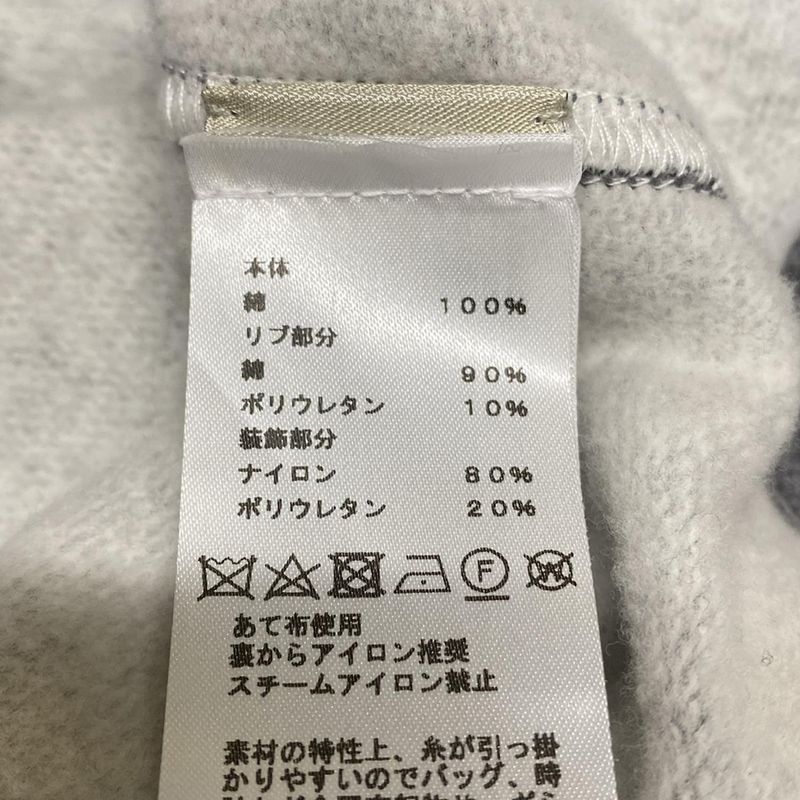 本体
綿 100%
リブ部分
綿 90%
ポリウレタン 10%
装飾部分
ナイロン 80%
ポリウレタン 20%
F W
あて布使用
裏からアイロン推奨
スチームアイロン禁止
素材の特性上、糸が引っ掛
かりやすいのでバッグ、時